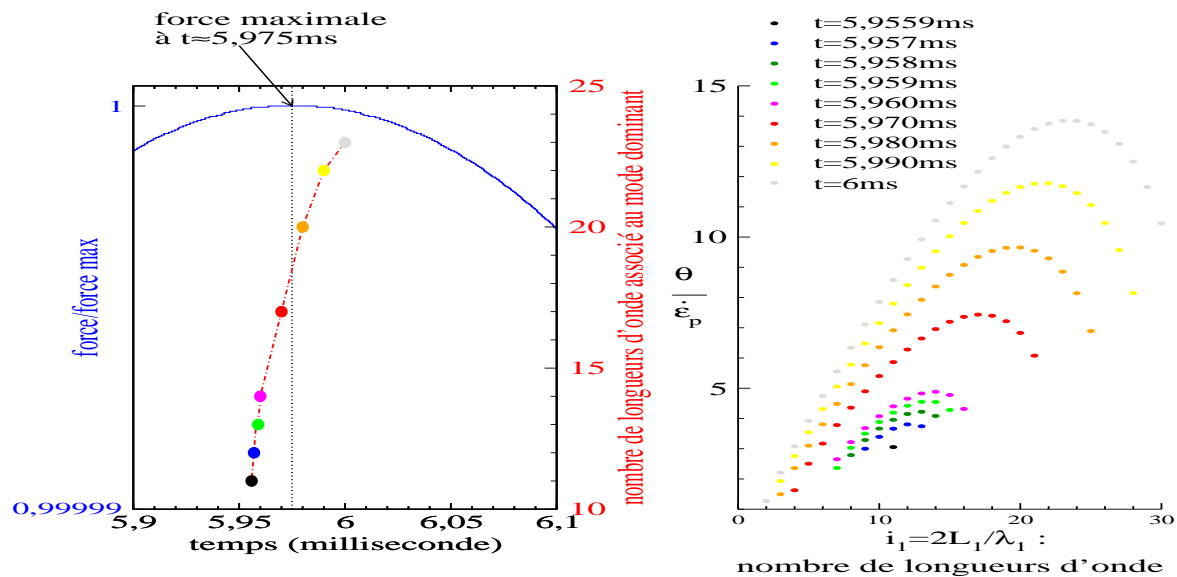 force maximale
à t≈5,975ms
1
0,99999
force/force max
5,9
5,95
6
6,05
6,1
temps (milliseconde)
25
20
15
10
nombre de longueurs d'onde associé au mode dominant
t=5,9559ms
t=5,957ms
t=5,958ms
t=5,959ms
t=5,960ms
t=5,970ms
t=5,980ms
t=5,990ms
t=6ms
15
10
5
Θ
ε̇p
0
10
20
30
i1=2L1/λ1 :
nombre de longueurs d'onde